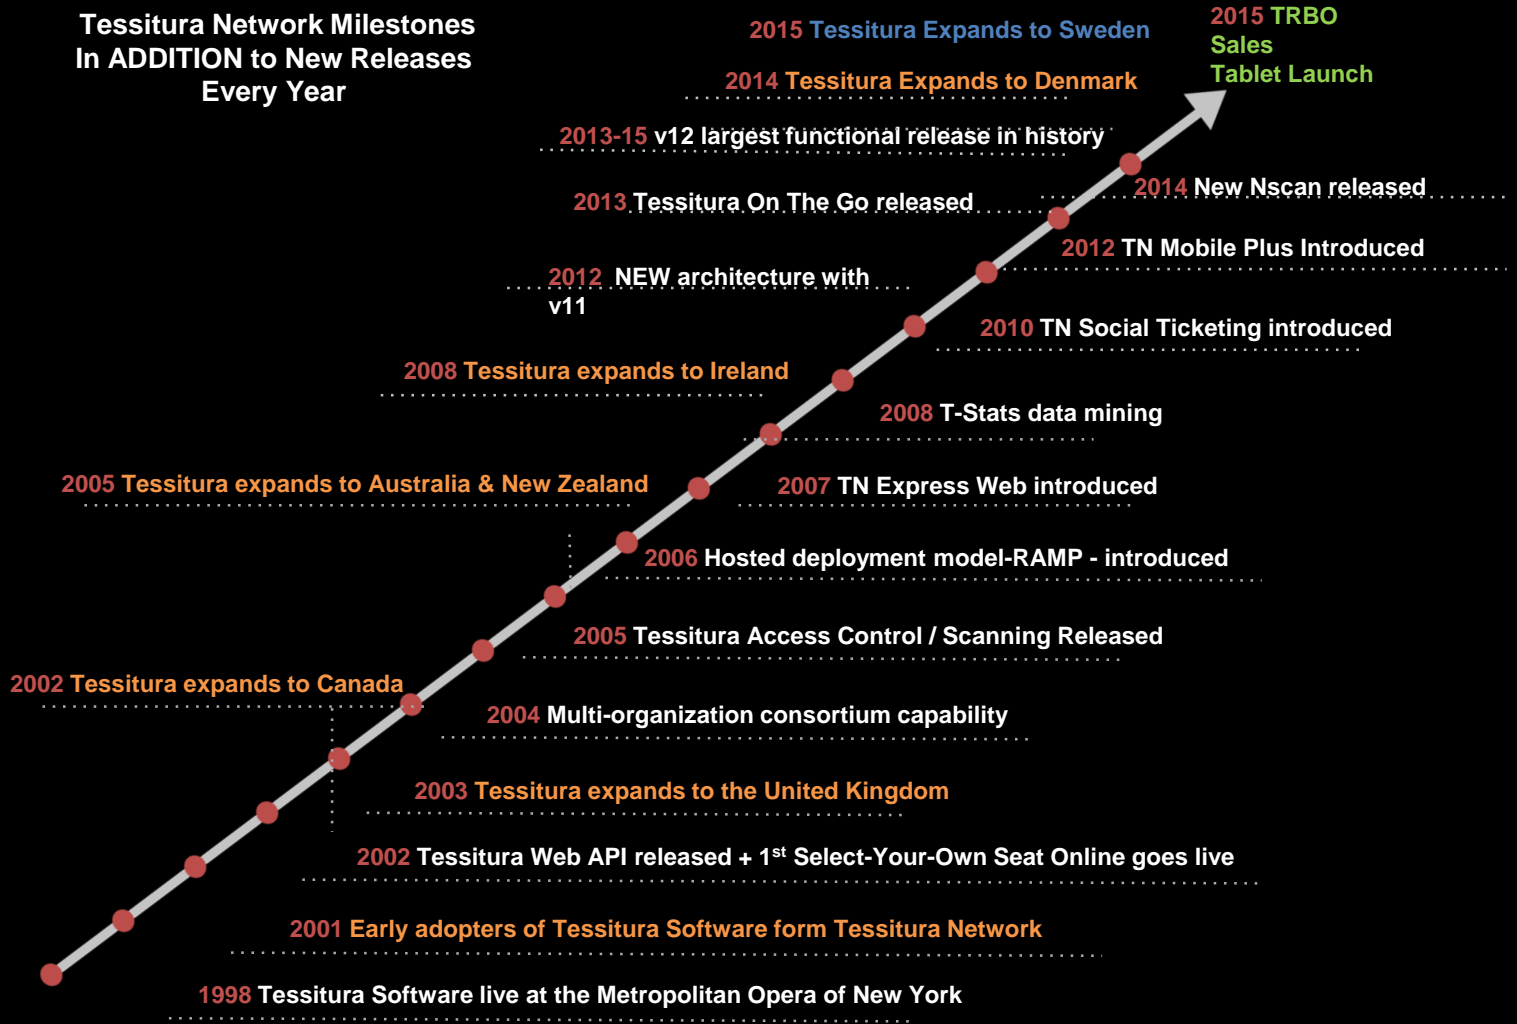 Tessitura Network Milestones
In ADDITION to New Releases
Every Year
2015 TRBO
Sales
Tablet Launch
2015 Tessitura Expands to Sweden
2014 Tessitura Expands to Denmark
2013-15 v12 largest functional release in history
2014 New Nscan released
2013 Tessitura On The Go released
2012 TN Mobile Plus Introduced
2012 NEW architecture with
v11
2010 TN Social Ticketing introduced
2008 Tessitura expands to Ireland
2008 T-Stats data mining
2005 Tessitura expands to Australia & New Zealand
2007 TN Express Web introduced
2006 Hosted deployment model-RAMP - introduced
2005 Tessitura Access Control / Scanning Released
2002 Tessitura expands to Canada
2004 Multi-organization consortium capability
2003 Tessitura expands to the United Kingdom
2002 Tessitura Web API released + 1st Select-Your-Own Seat Online goes live
2001 Early adopters of Tessitura Software form Tessitura Network
1998 Tessitura Software live at the Metropolitan Opera of New York